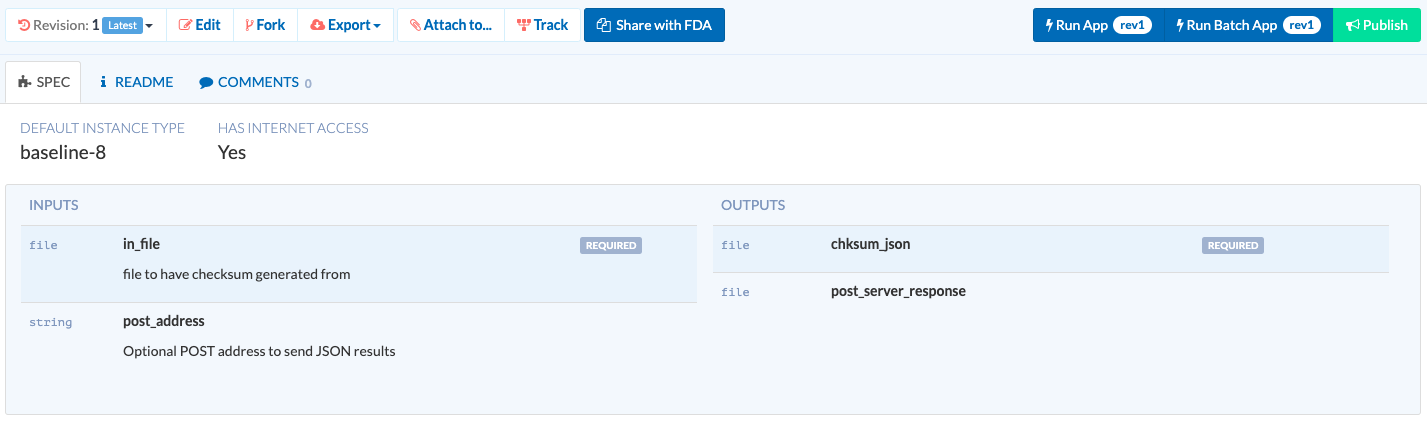 Revision: 1 Latest Edit Fork Export Attach to... Track Share with FDA Run App rev1 Run Batch App rev1 Publish
SPEC README COMMENTS 0
DEFAULT INSTANCE TYPE HAS INTERNET ACCESS
baseline-8 Yes
INPUTS
file in_file REQUIRED
file to have checksum generated from
string post_address
Optional POST address to send JSON results
OUTPUTS
file chksum_json REQUIRED
file post_server_response